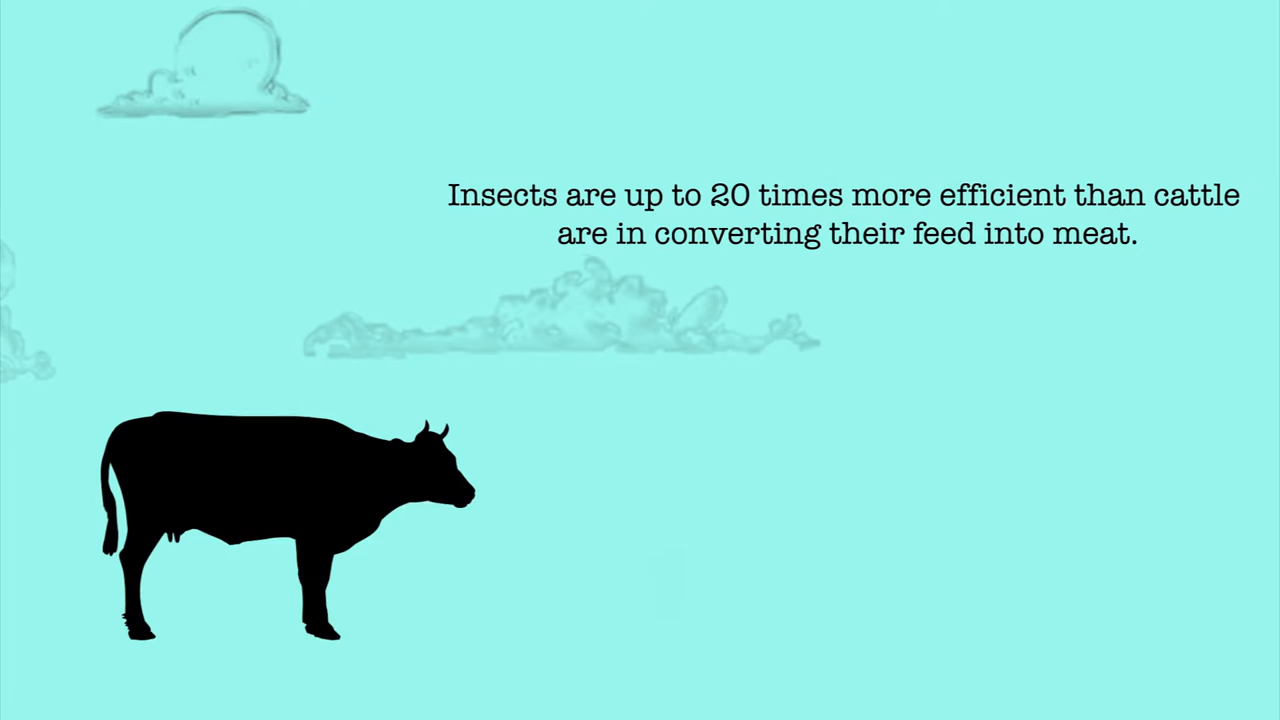 Insects are up to 20 times more efficient than cattle
are in converting their feed into meat.